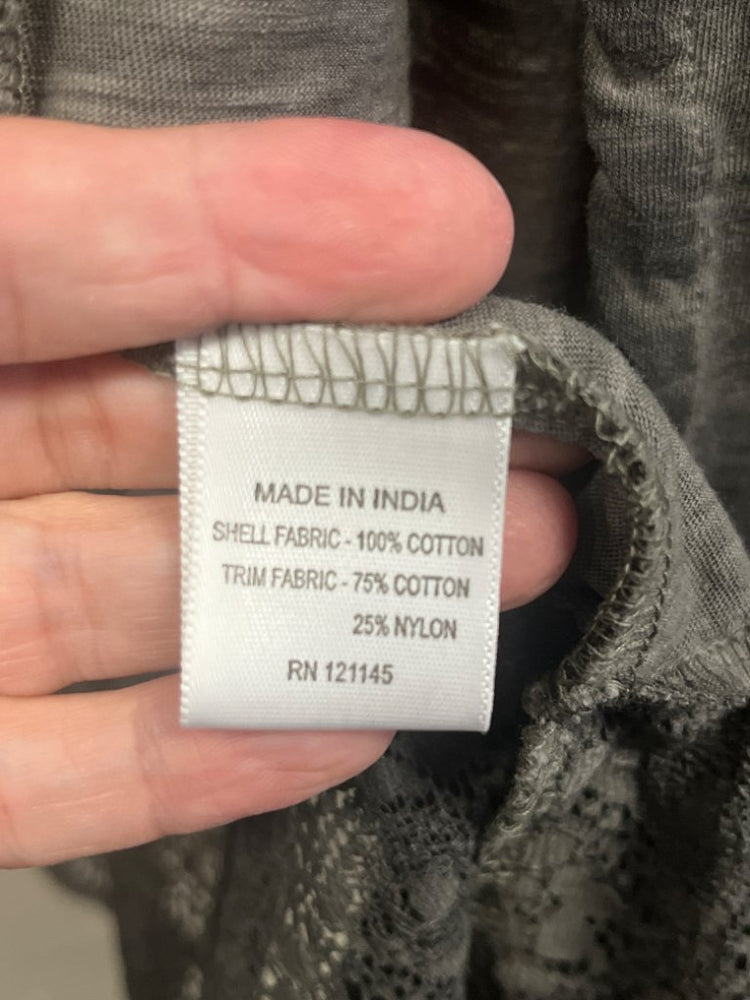 MADE IN INDIA
SHELL FABRIC - 100% COTTON
TRIM FABRIC - 75% COTTON
25% NYLON
RN 121145